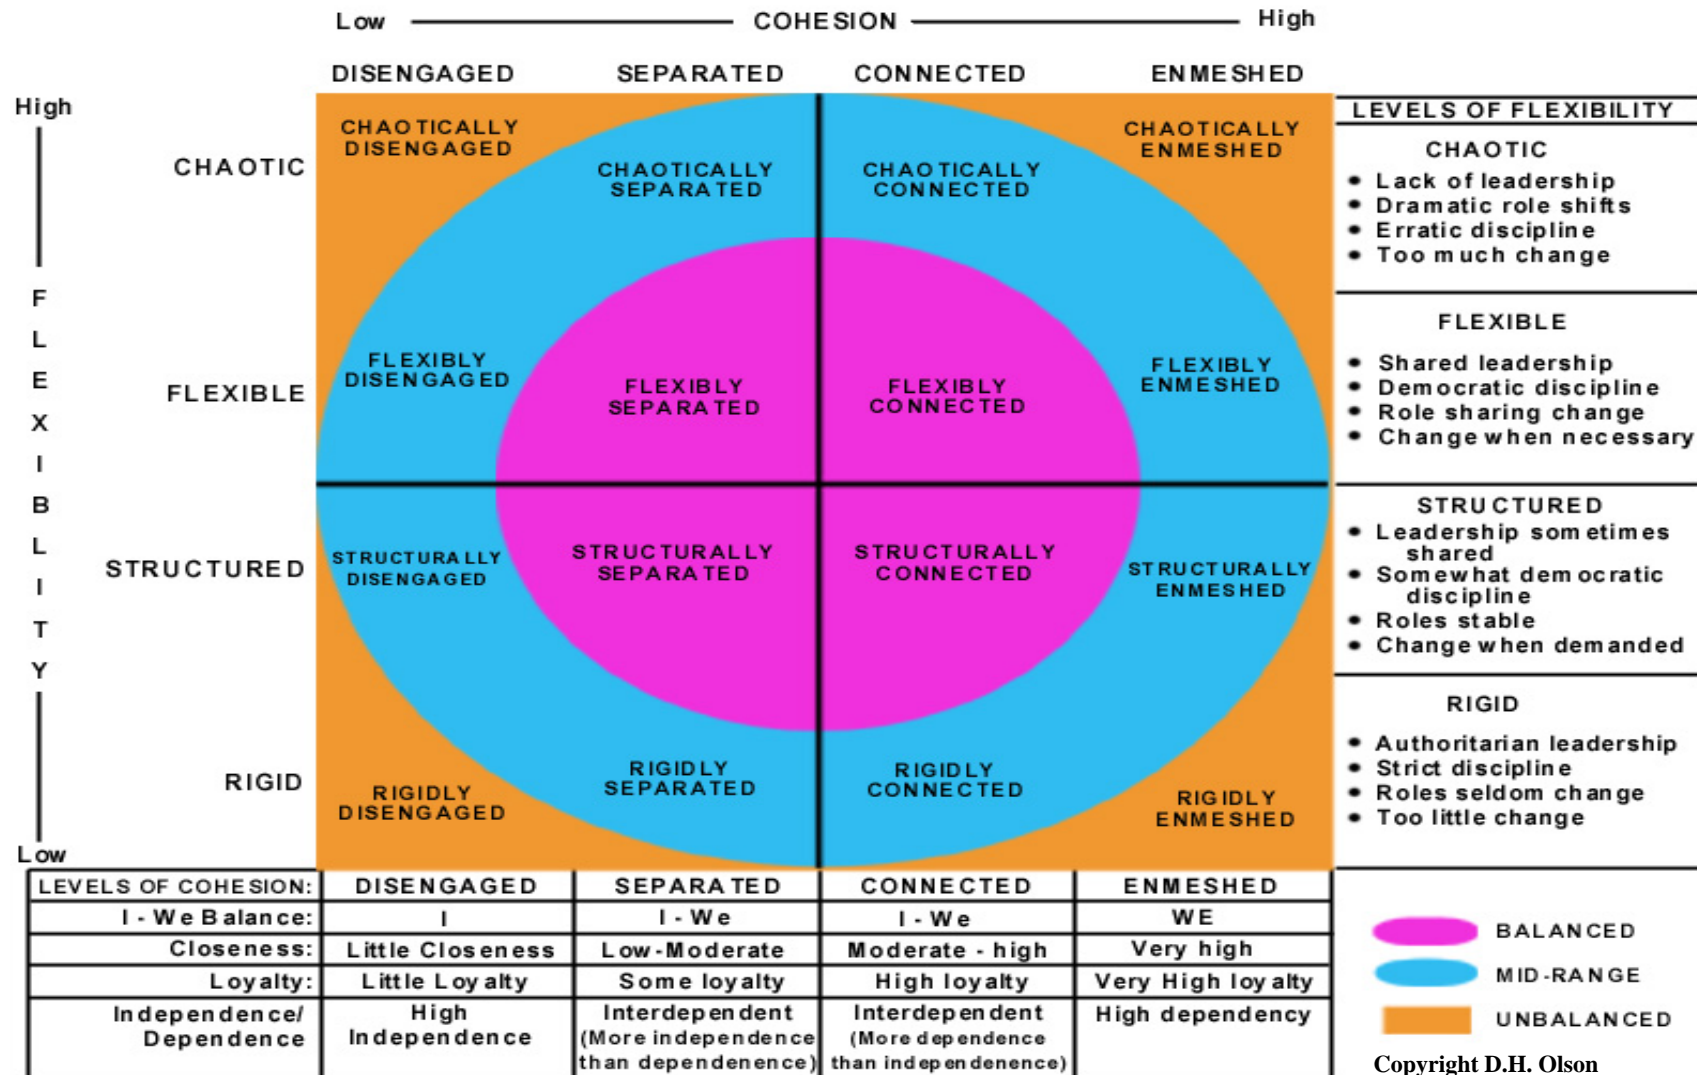 Low COHESION High
DISENGAGED SEPARATED CONNECTED ENMESHED
High
FLEXIBLITY
Low
CHAOTIC
FLEXIBLE
STRUCTURED
RIGID
CHAOTICALLY
DISENGAGED
CHAOTICALLY
SEPARATED
CHAOTICALLY
CONNECTED
CHAOTICALLY
ENMESHED
FLEXIBLY
DISENGAGED
FLEXIBLY
SEPARATED
FLEXIBLY
CONNECTED
FLEXIBLY
ENMESHED
STRUCTURALLY
DISENGAGED
STRUCTURALLY
SEPARATED
STRUCTURALLY
CONNECTED
STRUCTURALLY
ENMESHED
RIGIDLY
DISENGAGED
RIGIDLY
SEPARATED
RIGIDLY
CONNECTED
RIGIDLY
ENMESHED
LEVELS OF FLEXIBILITY
CHAOTIC
• Lack of leadership
• Dramatic role shifts
• Erratic discipline
• Too much change
FLEXIBLE
• Shared leadership
• Democratic discipline
• Role sharing change
• Change when necessary
STRUCTURED
• Leadership sometimes
shared
• Somewhat democratic
discipline
• Roles stable
• Change when demanded
RIGID
• Authoritarian leadership
• Strict discipline
• Roles seldom change
• Too little change
LEVELS OF COHESION: DISENGAGED SEPARATED CONNECTED ENMESHED
I - We Balance: I I - We I - We WE
Closeness: Little Closeness Low-Moderate Moderate - high Very high
Loyalty: Little Loyalty Some loyalty High loyalty Very High loyalty
Independence/
Dependence
High
Independence
Interdependent
(More independence
than dependenence)
Interdependent
(More dependence
than independenence)
High dependency
BALANCED
MID-RANGE
UNBALANCED
Copyright D.H. Olson